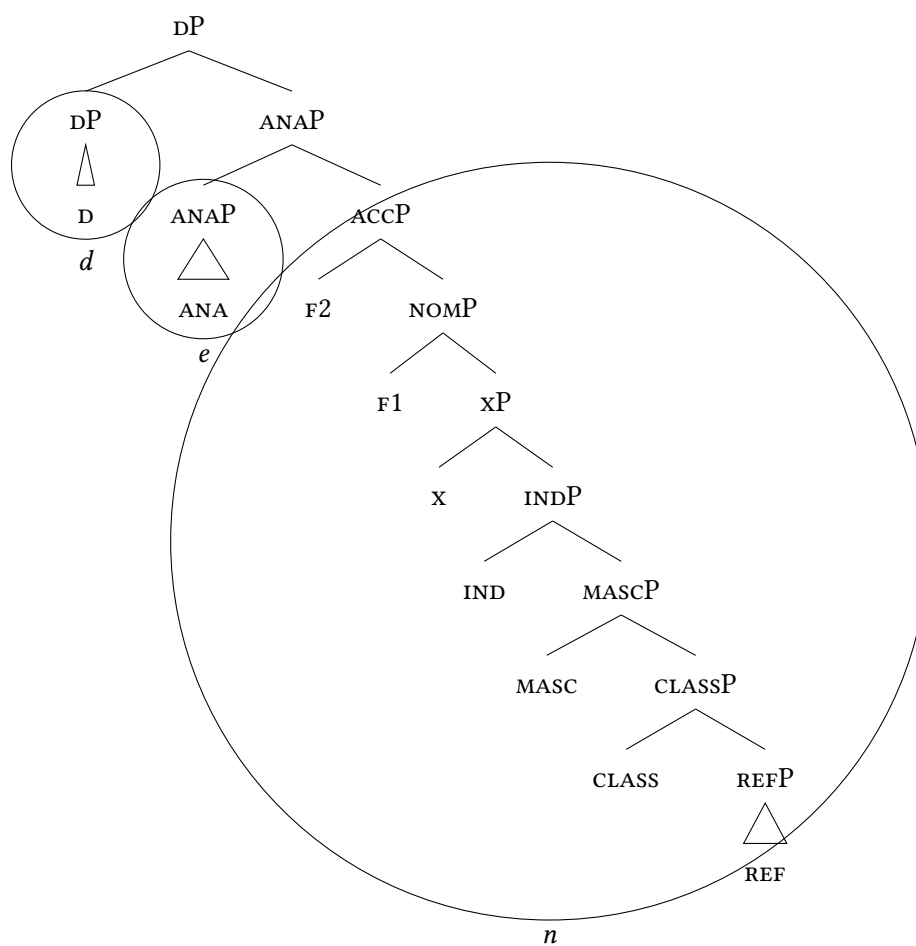 DP
DP ANAP
D
d
ANAP ACCP
ANA F2 NOMP
e
F1 XP
X INDP
IND MASCP
MASC CLASSP
CLASS REFP
REF
n